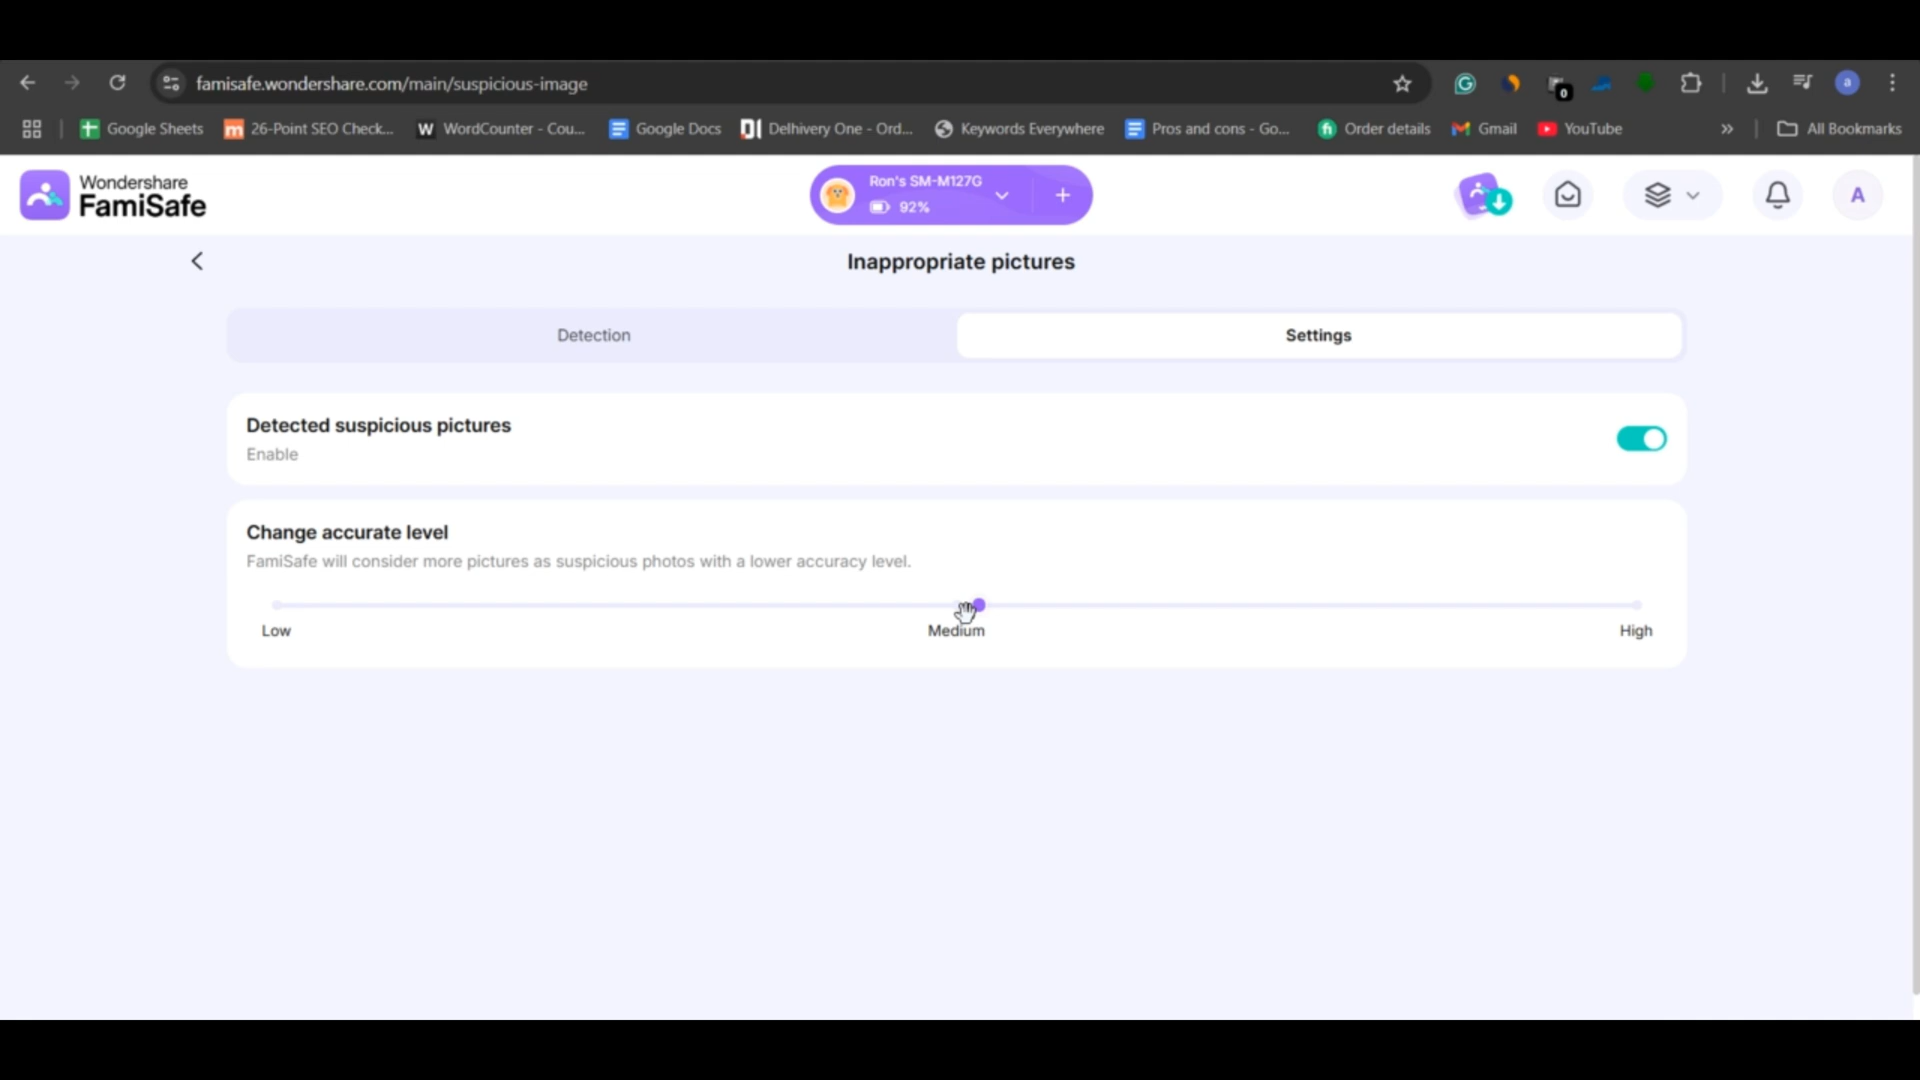 famisafe.wondershare.com/main/suspicious-image
0
a
Google Sheets
26-Point SEO Check...
WordCounter - Cou...
Google Docs
Delhivery One - Ord...
Keywords Everywhere
Pros and cons - Go...
Order details
Gmail
YouTube
All Bookmarks
Wondershare
FamiSafe
Ron's SM-M127G
92%
A
Inappropriate pictures
Detection
Settings
Detected suspicious pictures
Enable
Change accurate level
FamiSafe will consider more pictures as suspicious photos with a lower accuracy level.
Low
Medium
High